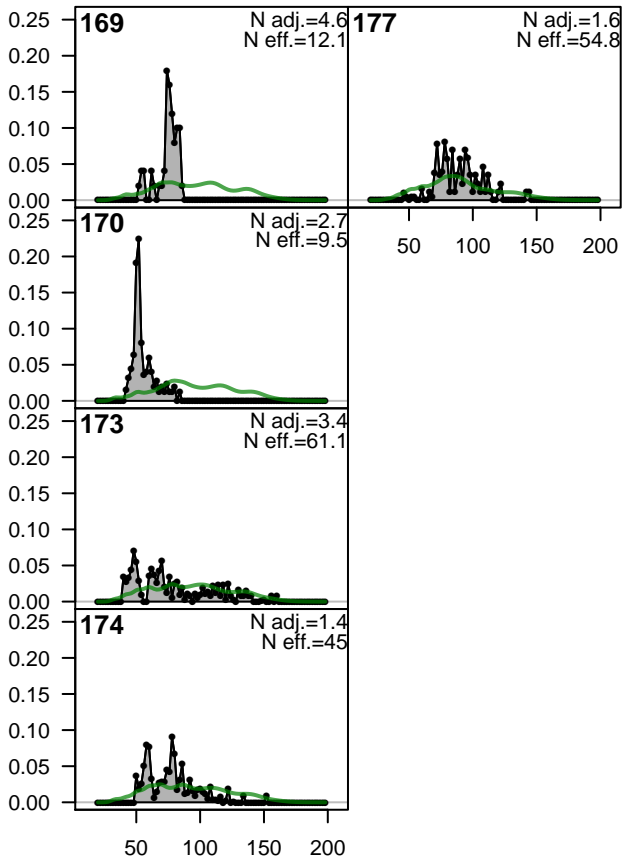 0.25
0.20
0.15
0.10
0.05
0.00
169
N adj.=4.6
N eff.=12.1
177
N adj.=1.6
N eff.=54.8
50 100 150 200
0.25
0.20
0.15
0.10
0.05
0.00
170
N adj.=2.7
N eff.=9.5
0.25
0.20
0.15
0.10
0.05
0.00
173
N adj.=3.4
N eff.=61.1
0.25
0.20
0.15
0.10
0.05
0.00
174
N adj.=1.4
N eff.=45
50 100 150 200